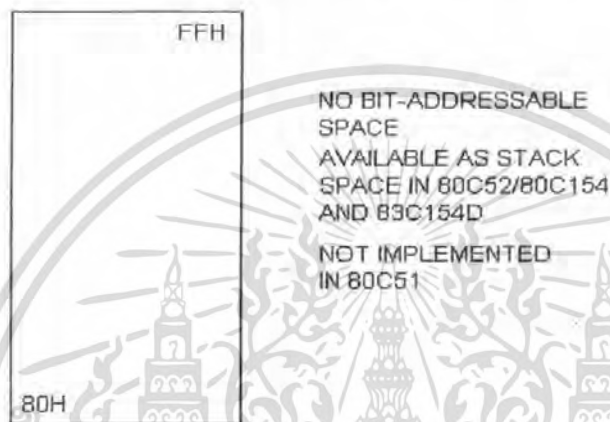 FFH
NO BIT-ADDRESSABLE
SPACE
AVAILABLE AS STACK
SPACE IN 80C52/80C154
AND 83C154D
NOT IMPLEMENTED
IN 80C51
80H